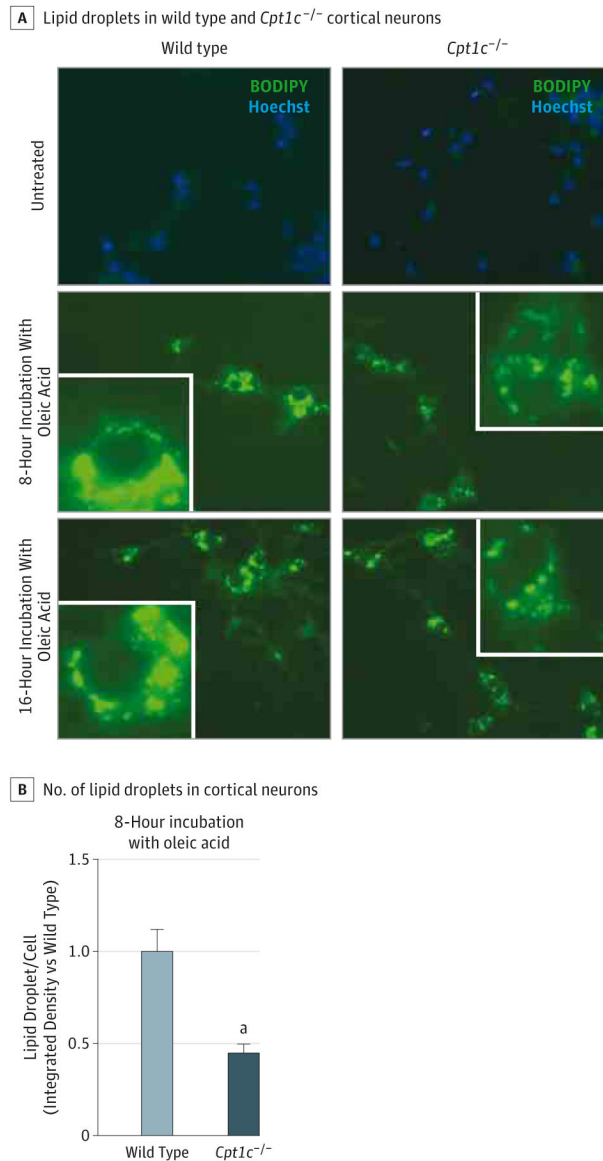 A Lipid droplets in wild type and Cpt1c−/− cortical neurons
Wild type
Cpt1c−/−
Untreated
BODIPY
Hoechst
BODIPY
Hoechst
8-Hour Incubation With
Oleic Acid
16-Hour Incubation With
Oleic Acid
B No. of lipid droplets in cortical neurons
8-Hour incubation
with oleic acid
Lipid Droplet/Cell
(Integrated Density vs Wild Type)
1.5
1.0
0.5
0
a
Wild Type
Cpt1c−/−